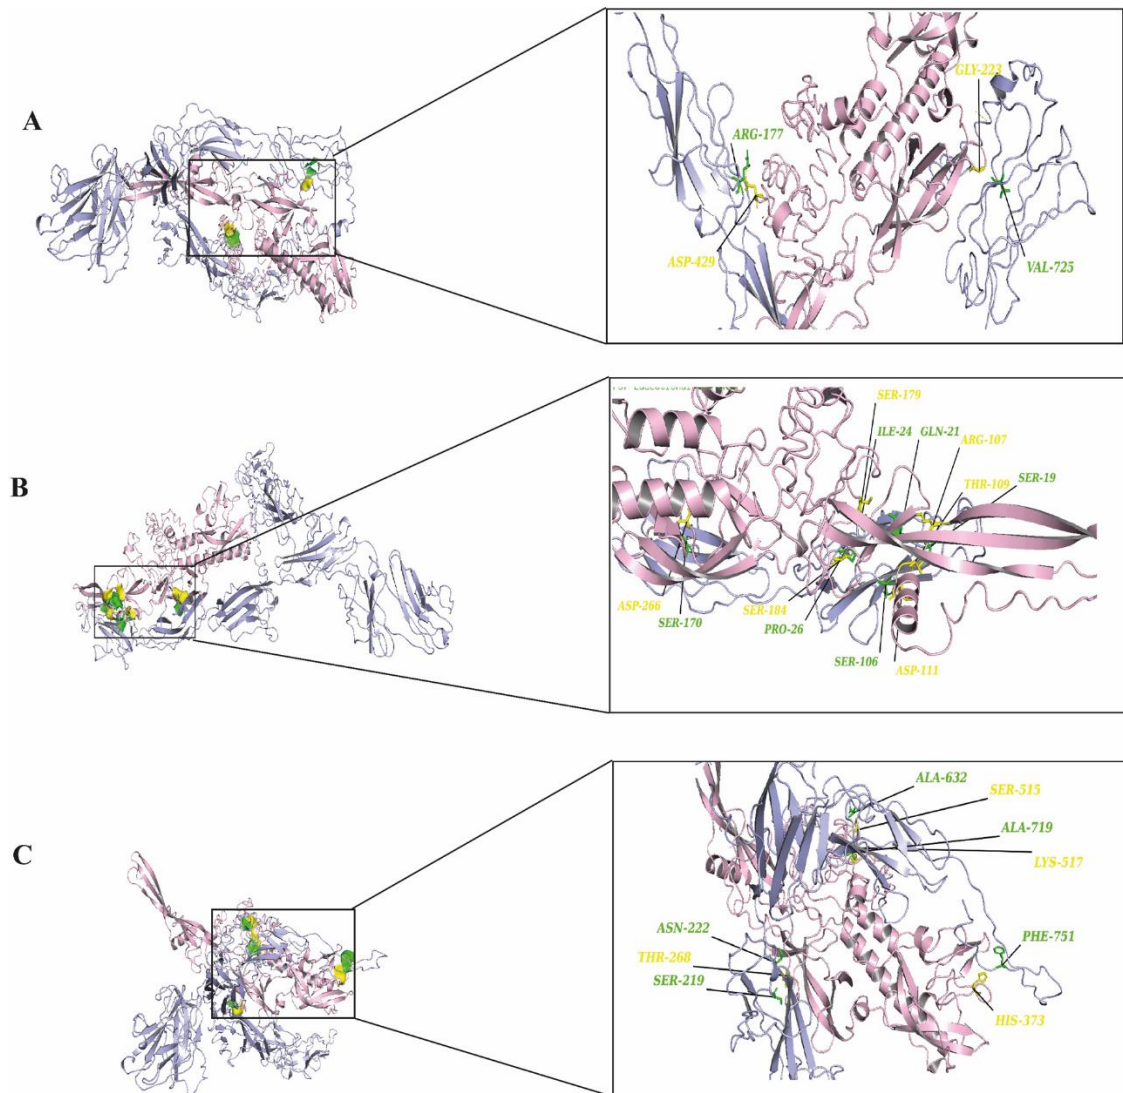 A
GLY-223
ARG-177
ASP-429
VAL-725
B
SER-179
ILE-24
GLN-21
ARG-107
THR-109
SER-19
ASP-266
SER-184
SER-170
PRO-26
SER-106
ASP-111
C
ALA-632
SER-515
ALA-719
LYS-517
ASN-222
PHE-751
THR-268
SER-219
HIS-373